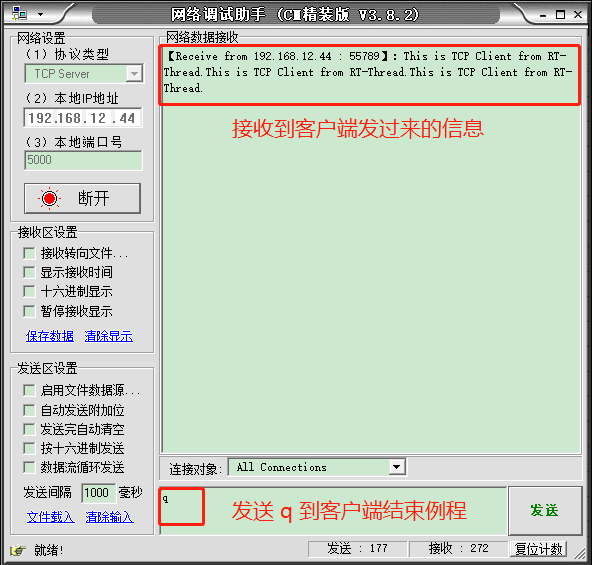 网络调试助手 (CM精装版 V3.8.2)
网络设置
(1) 协议类型
TCP Server
(2) 本地IP地址
192.168.12 .44
(3) 本地端口号
5000
断开
接收区设置
接收转向文件...
显示接收时间
十六进制显示
暂停接收显示
保存数据 清除显示
发送区设置
启用文件数据源...
自动发送附加位
发送完自动清空
按十六进制发送
数据流循环发送
发送间隔 1000 毫秒
文件载入 清除输入
网络数据接收
【Receive from 192.168.12.44 : 55789】：This is TCP Client from RT-
Thread.This is TCP Client from RT-Thread.This is TCP Client from RT-
Thread.
接收到客户端发过来的信息
连接对象: All Connections
q
发送 q 到客户端结束例程
发送
就绪!
发送 : 177
接收 : 272
复位计数